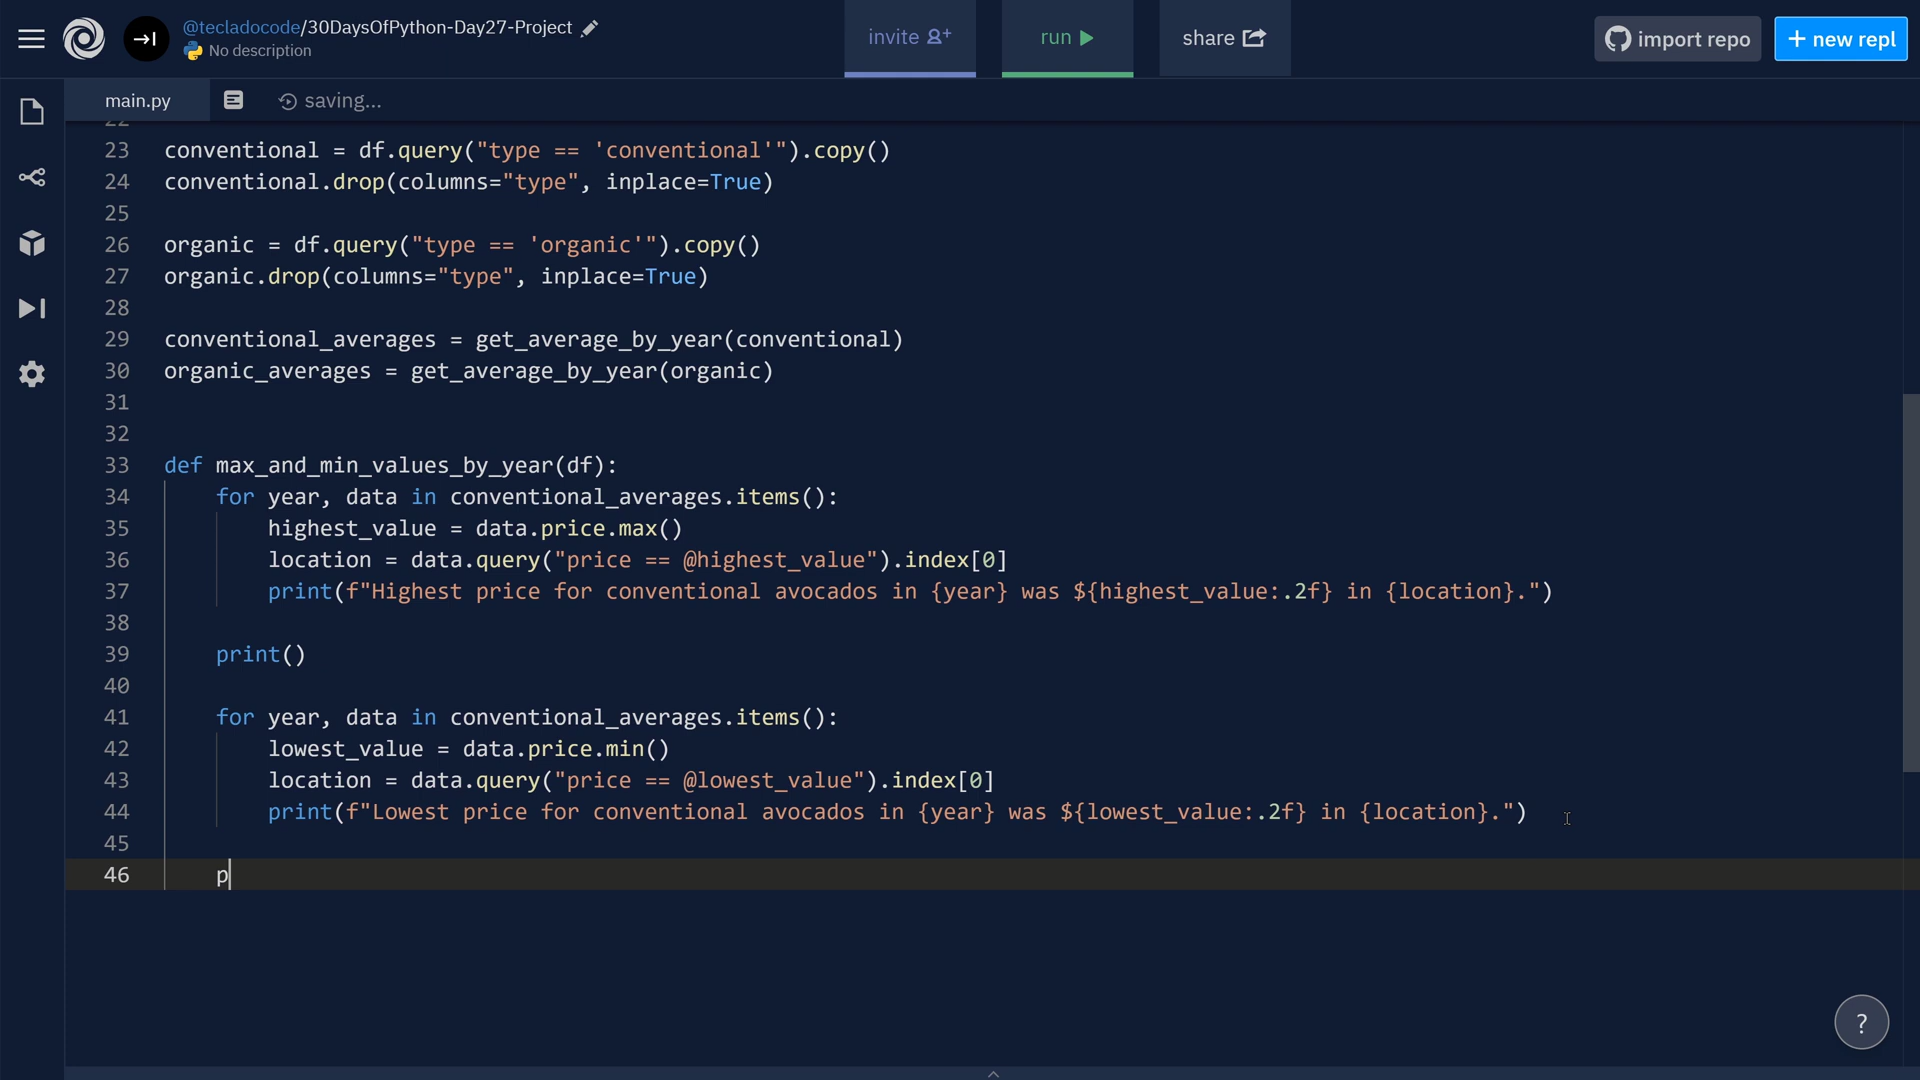 @tecladocode/30DaysOfPython-Day27-Project
No description
invite
run
share
import repo
+ new repl
main.py
saving...
22
23 conventional = df.query("type == 'conventional'").copy()
24 conventional.drop(columns="type", inplace=True)
25
26 organic = df.query("type == 'organic'").copy()
27 organic.drop(columns="type", inplace=True)
28
29 conventional_averages = get_average_by_year(conventional)
30 organic_averages = get_average_by_year(organic)
31
32
33 def max_and_min_values_by_year(df):
34 for year, data in conventional_averages.items():
35 highest_value = data.price.max()
36 location = data.query("price == @highest_value").index[0]
37 print(f"Highest price for conventional avocados in {year} was ${highest_value:.2f} in {location}.")
38
39 print()
40
41 for year, data in conventional_averages.items():
42 lowest_value = data.price.min()
43 location = data.query("price == @lowest_value").index[0]
44 print(f"Lowest price for conventional avocados in {year} was ${lowest_value:.2f} in {location}.")
45
46 p
?